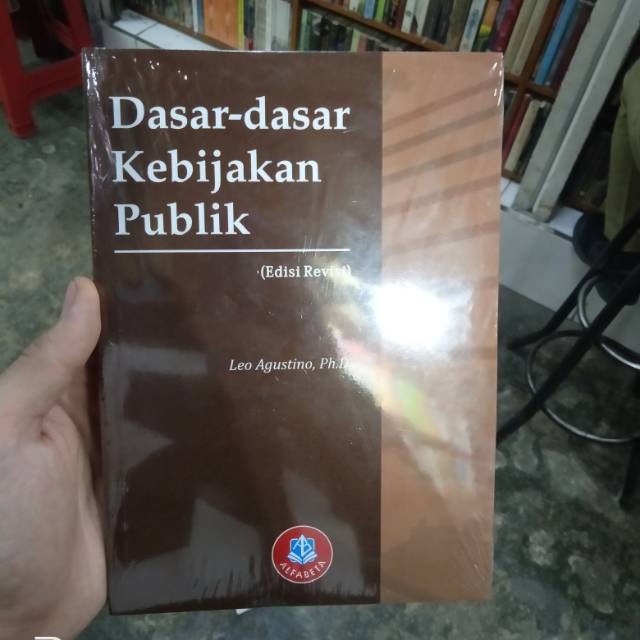 Dasar-dasar
Kebijakan
Publik
(Edisi Revisi)
Leo Agustino, Ph.D
ALFABETA